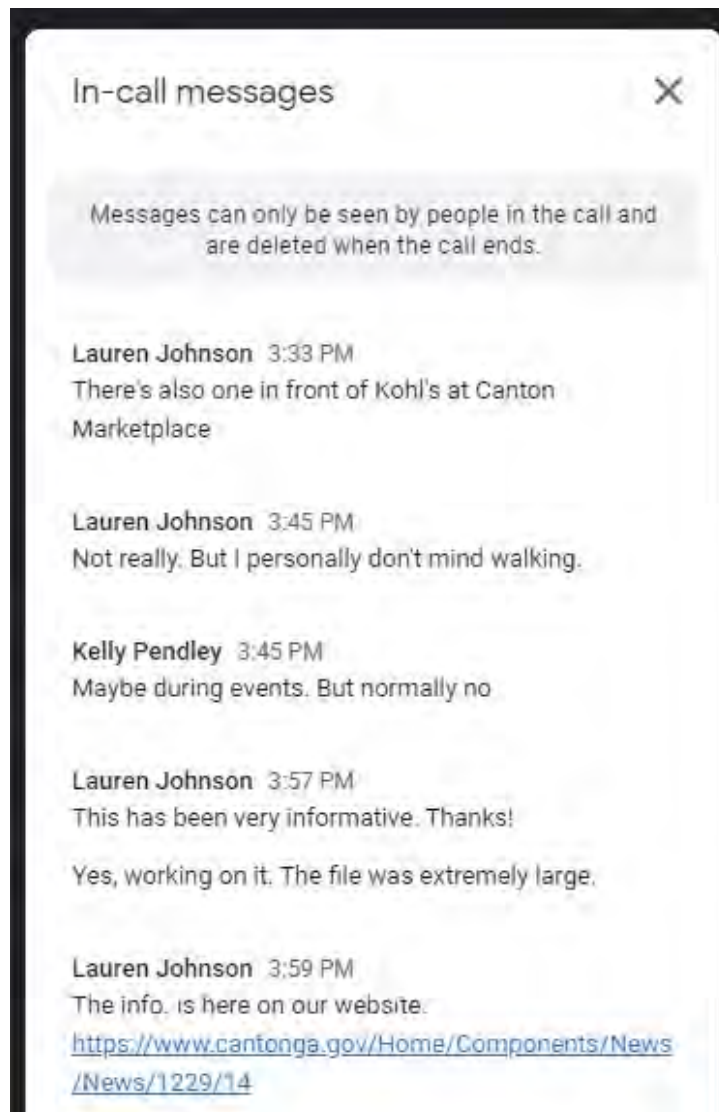 In-call messages
Messages can only be seen by people in the call and
are deleted when the call ends.
Lauren Johnson 3:33 PM
There's also one in front of Kohl's at Canton
Marketplace
Lauren Johnson 3:45 PM
Not really. But I personally don't mind walking.
Kelly Pendley 3:45 PM
Maybe during events. But normally no
Lauren Johnson 3:57 PM
This has been very informative. Thanks!
Yes, working on it. The file was extremely large.
Lauren Johnson 3:59 PM
The info. is here on our website.
https://www.cantonga.gov/Home/Components/News
/News/1229/14